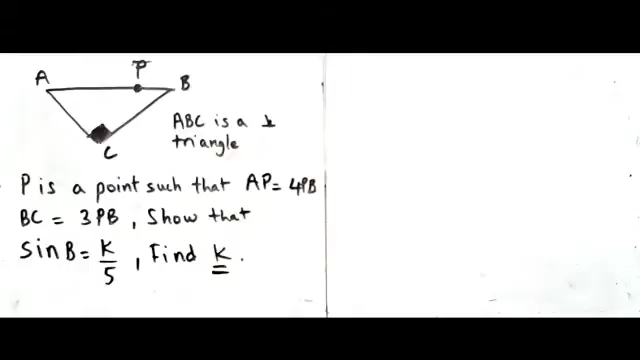 A P B
C
ABC is a
triangle
P is a point such that AP = 4PB
BC = 3PB, Show that
Sin B = K/5, Find K.